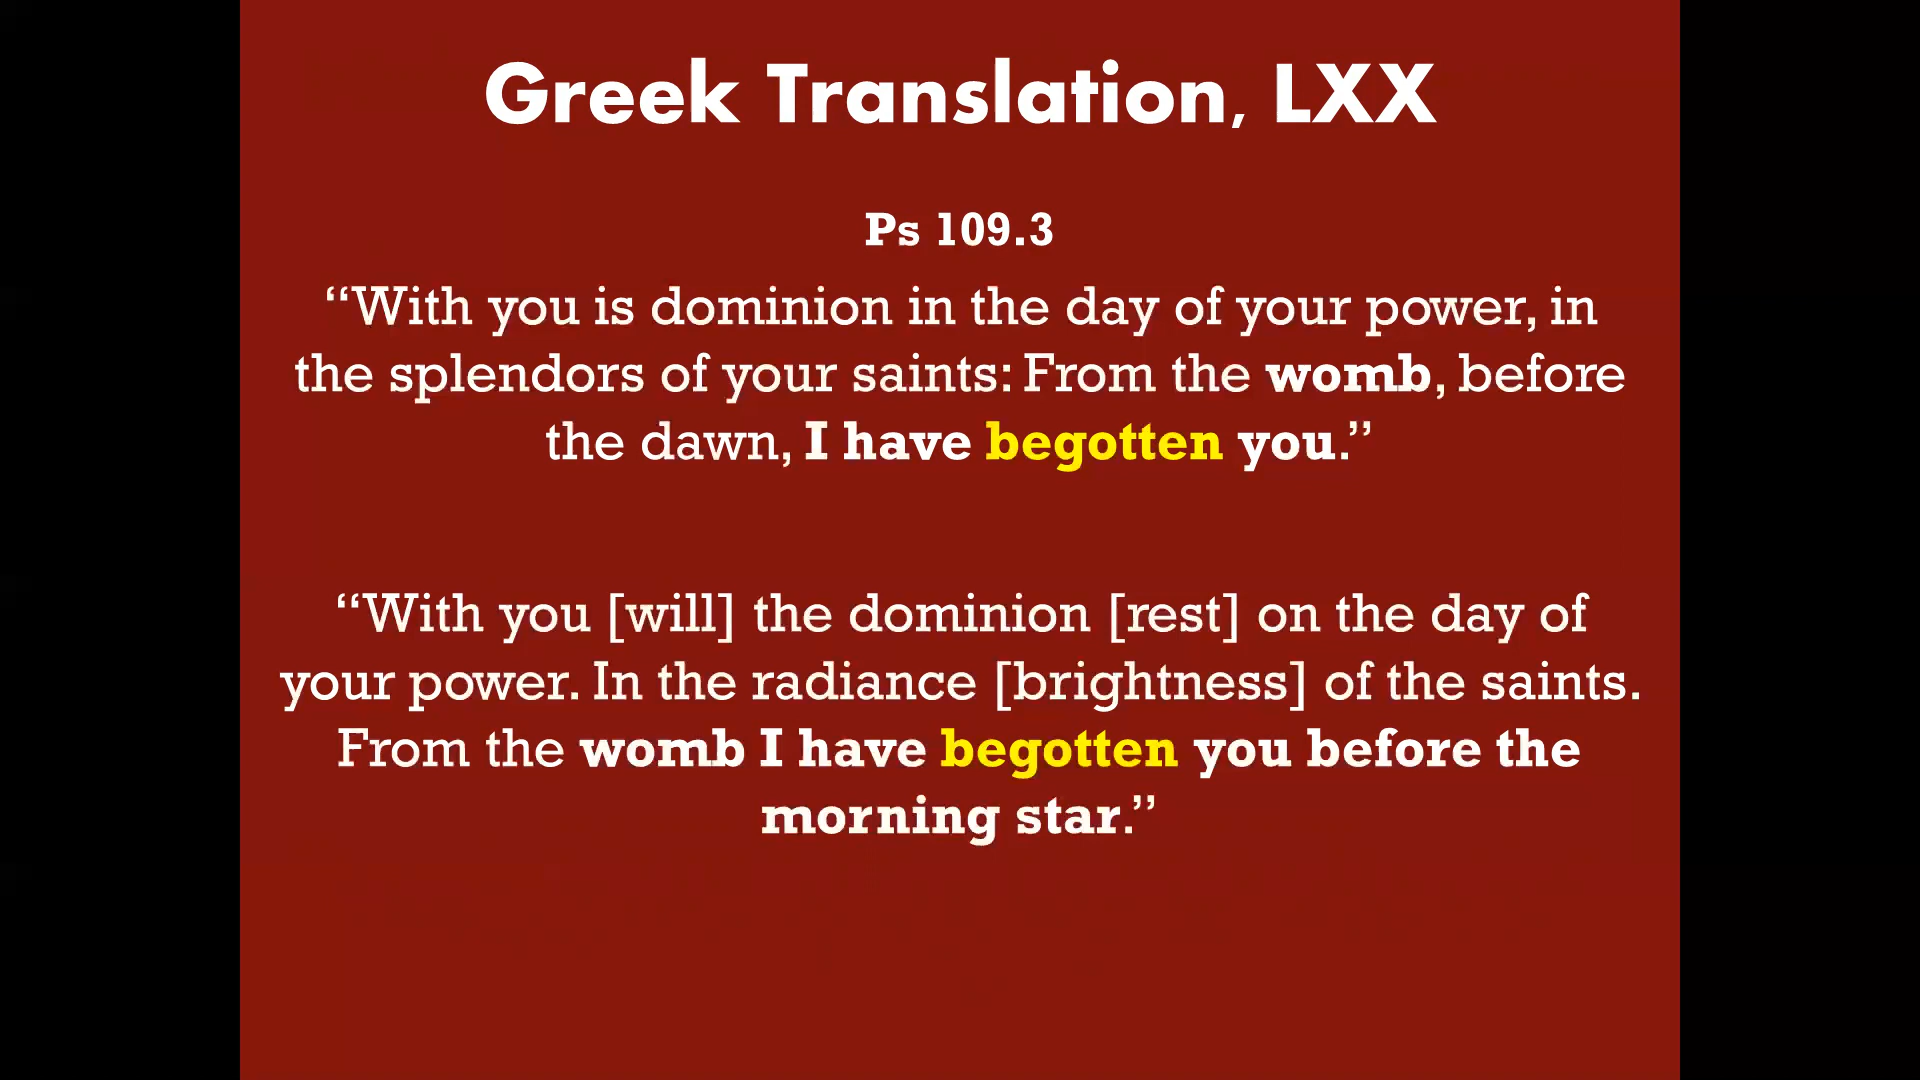 Greek Translation, LXX
Ps 109.3
“With you is dominion in the day of your power, in
the splendors of your saints: From the womb, before
the dawn, I have begotten you.”
“With you [will] the dominion [rest] on the day of
your power. In the radiance [brightness] of the saints.
From the womb I have begotten you before the
morning star.”